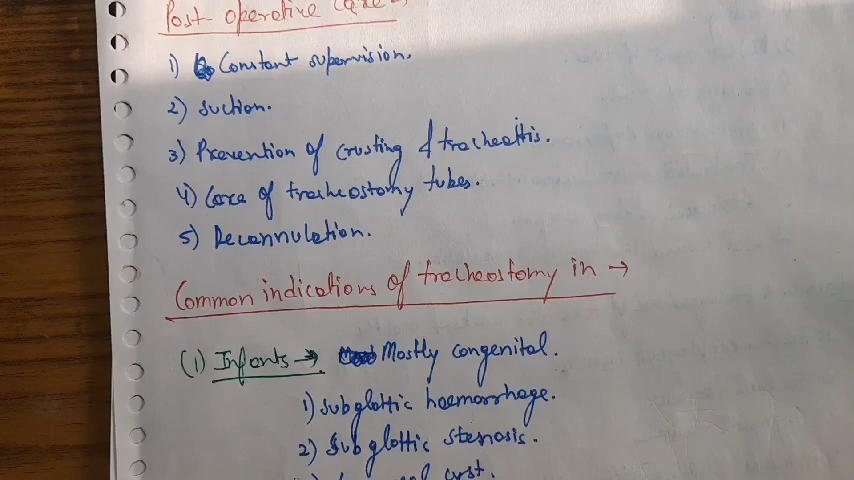 Post-operative Care →
1) Constant supervision.
2) Suction.
3) Prevention of crusting & tracheitis.
4) Care of tracheostomy tubes.
5) Decannulation.
Common indications of tracheostomy in →
(1) Infants → Mostly congenital.
1) Subglottic haemorrhage.
2) Subglottic stenosis.
cyst.